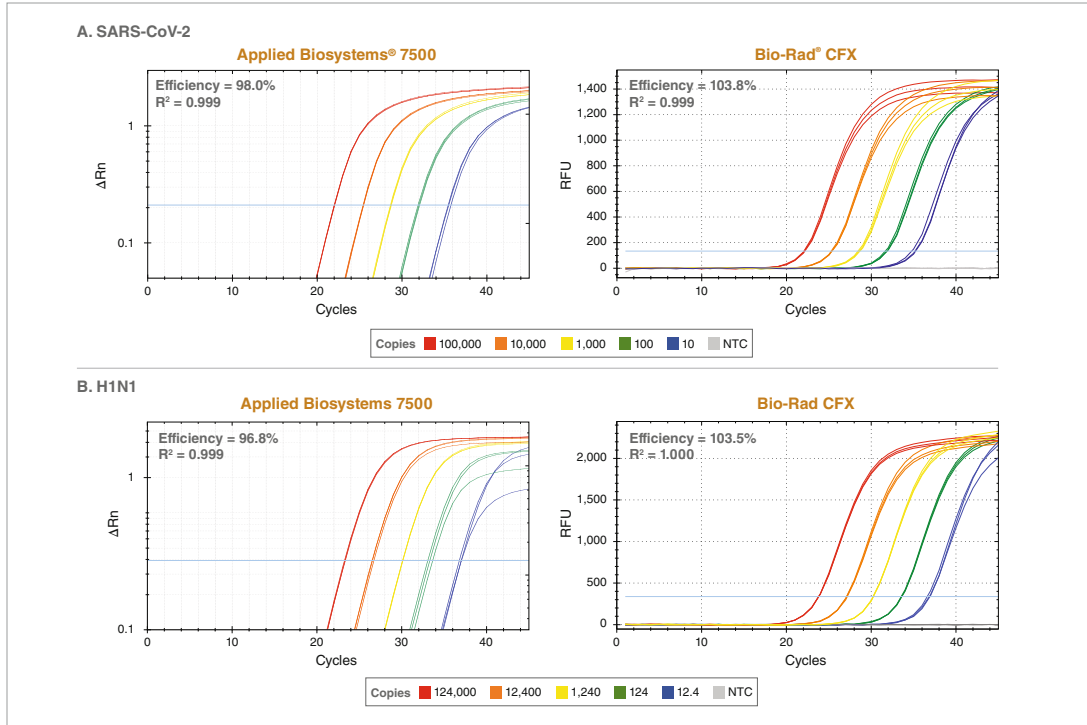 A. SARS-CoV-2
Applied Biosystems® 7500
Efficiency = 98.0%
R² = 0.999
1
0.1
ΔRn
0 10 20 30 40
Cycles
Bio-Rad® CFX
Efficiency = 103.8%
R² = 0.999
1,400
1,200
1,000
800
600
400
200
0
RFU
0 10 20 30 40
Cycles
Copies 100,000 10,000 1,000 100 10 NTC
B. H1N1
Applied Biosystems 7500
Efficiency = 96.8%
R² = 0.999
1
0.1
ΔRn
0 10 20 30 40
Cycles
Bio-Rad CFX
Efficiency = 103.5%
R² = 1.000
2,000
1,500
1,000
500
0
RFU
0 10 20 30 40
Cycles
Copies 124,000 12,400 1,240 124 12.4 NTC